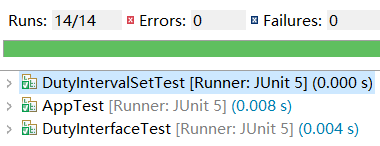 Runs: 14/14 Errors: 0 Failures: 0
DutyIntervalSetTest [Runner: JUnit 5] (0.000 s)
AppTest [Runner: JUnit 5] (0.008 s)
DutyInterfaceTest [Runner: JUnit 5] (0.004 s)